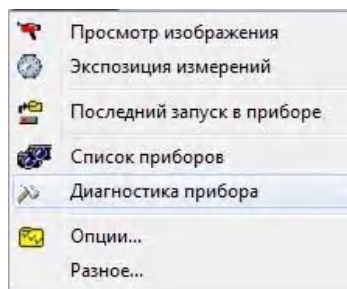 Просмотр изображения
Экспозиция измерений
Последний запуск в приборе
Список приборов
Диагностика прибора
Опции...
Разное...